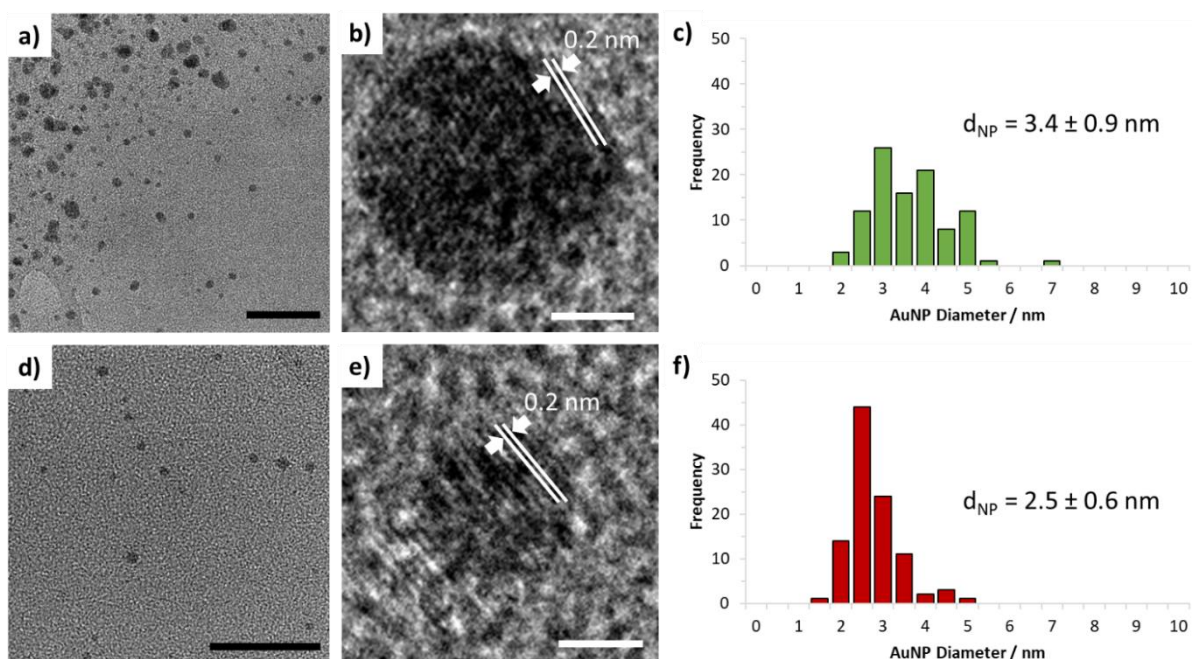 a)
b)
0.2 nm
c)
50
40
30
20
10
0
Frequency
dNP = 3.4 ± 0.9 nm
0 1 2 3 4 5 6 7 8 9 10
AuNP Diameter / nm
d)
e)
0.2 nm
f)
50
40
30
20
10
0
Frequency
dNP = 2.5 ± 0.6 nm
0 1 2 3 4 5 6 7 8 9 10
AuNP Diameter / nm